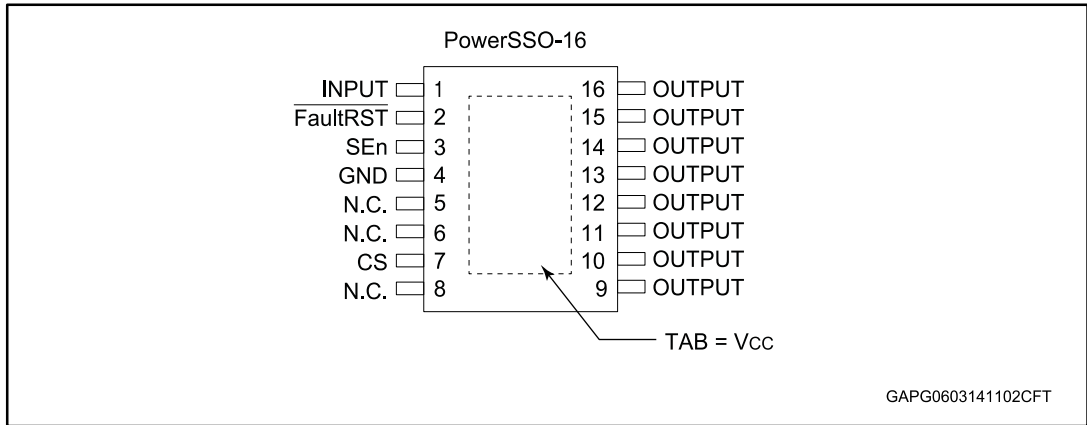 PowerSSO-16
INPUT 1 16 OUTPUT
FaultRST 2 15 OUTPUT
SEn 3 14 OUTPUT
GND 4 13 OUTPUT
N.C. 5 12 OUTPUT
N.C. 6 11 OUTPUT
CS 7 10 OUTPUT
N.C. 8 9 OUTPUT
TAB = VCC
GAPG0603141102CFT